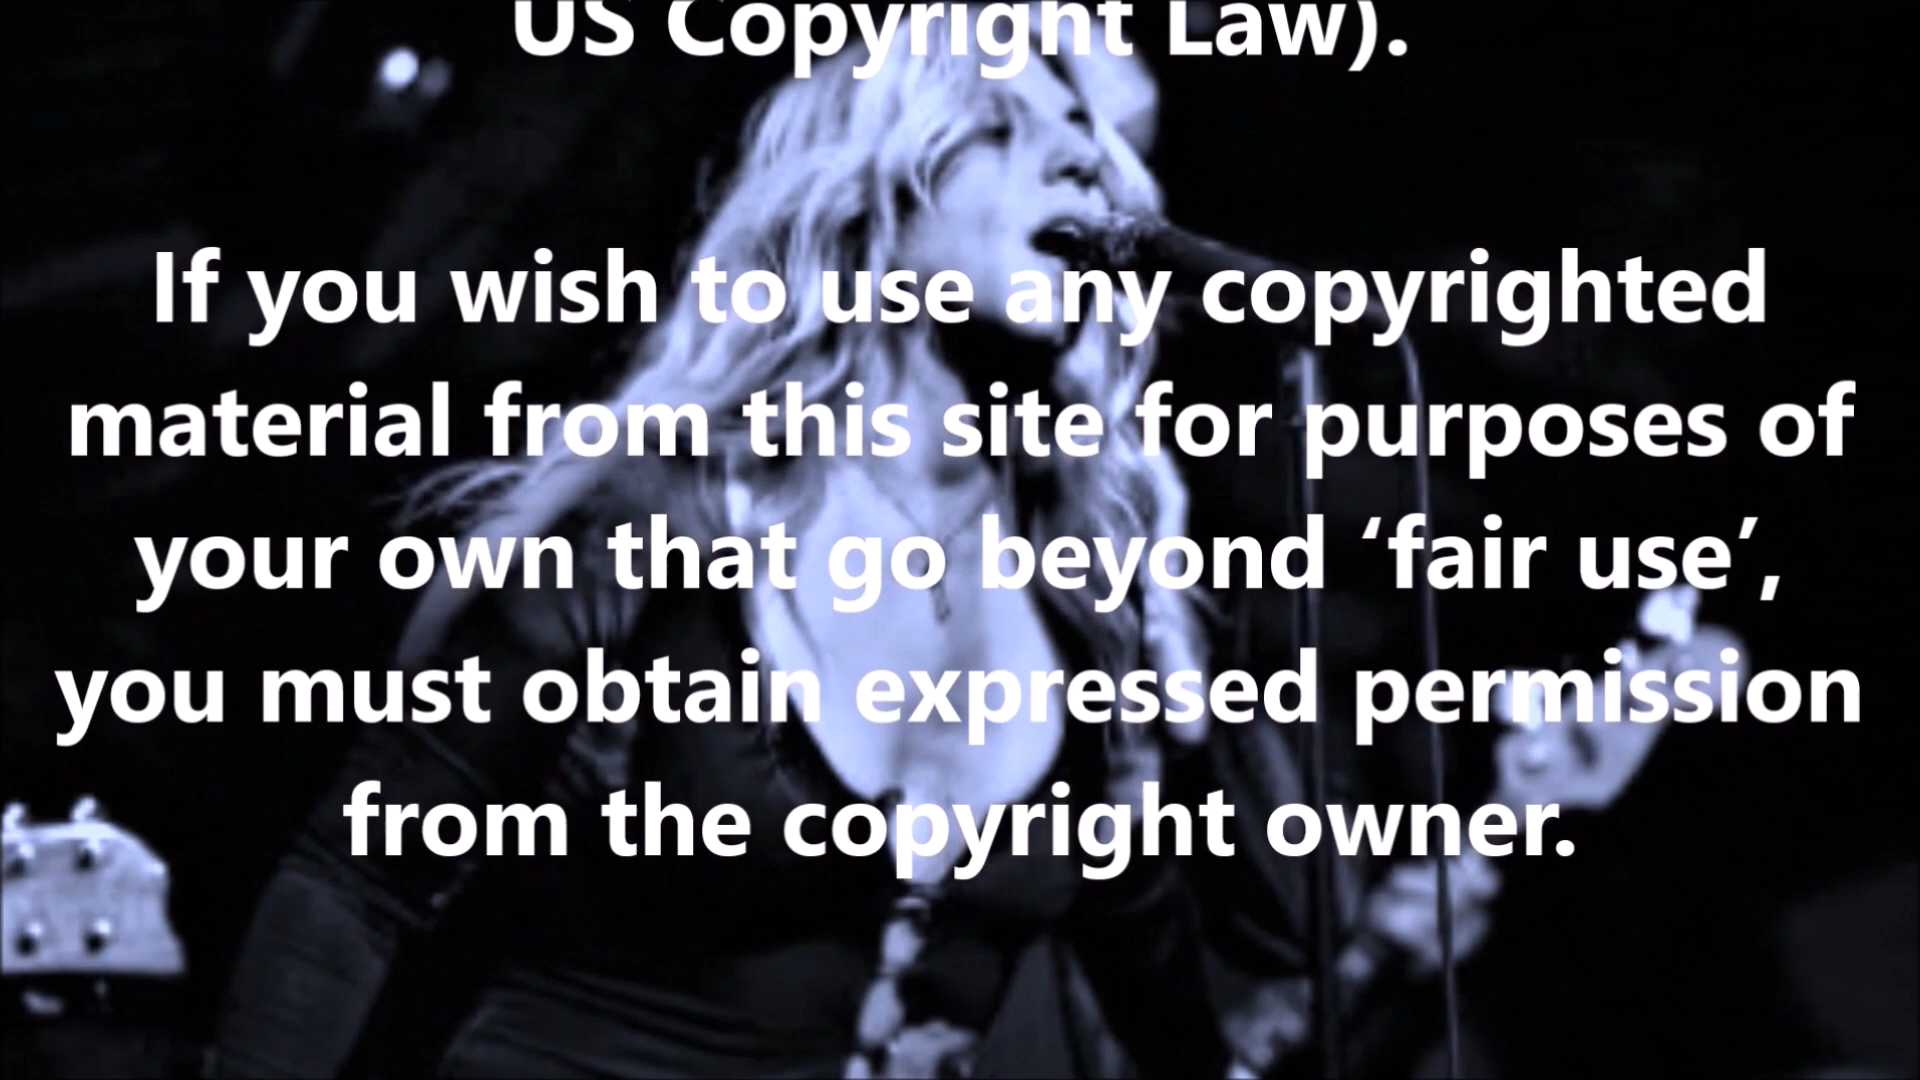 US Copyright Law).
If you wish to use any copyrighted
material from this site for purposes of
your own that go beyond ‘fair use’,
you must obtain expressed permission
from the copyright owner.